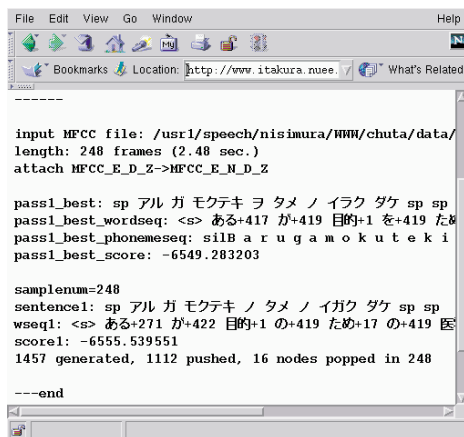 File Edit View Go Window Help
My
N
Bookmarks Location: http://www.itakura.nuee. What's Related
------
input MFCC file: /usr1/speech/nisimura/WWW/chuta/data/
length: 248 frames (2.48 sec.)
attach MFCC_E_D_Z->MFCC_E_N_D_Z
pass1_best: sp アル ガ モクテキ ヲ タメ ノ イラク ダケ sp sp
pass1_best_wordseq: <s> ある+417 が+419 目的+1 を+419 ため
pass1_best_phonemeseq: silB a r u g a m o k u t e k i
pass1_best_score: -6549.283203
samplenum=248
sentence1: sp アル ガ モクテキ ノ タメ ノ イガク ダケ sp sp
wseq1: <s> ある+271 が+422 目的+1 の+419 ため+17 の+419 医
score1: -6555.539551
1457 generated, 1112 pushed, 16 nodes popped in 248
---end